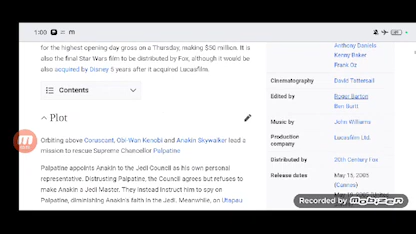 1:00 m
for the highest opening day gross on a Thursday, making $50 million. It is
also the final Star Wars film to be distributed by Fox, although it would be
also acquired by Disney 5 years after it acquired Lucasfilm.
Contents
Plot
Orbiting above Coruscant, Obi-Wan Kenobi and Anakin Skywalker lead a
mission to rescue Supreme Chancellor Palpatine
Palpatine appoints Anakin to the Jedi Council as his own personal
representative. Distrusting Palpatine, the Council agrees but refuses to
make Anakin a Jedi Master. They instead instruct him to spy on
Palpatine, diminishing Anakin's faith in the Jedi. Meanwhile, on Utapau
Anthony Daniels
Kenny Baker
Frank Oz
Cinematography David Tattersall
Edited by Roger Barton
Ben Burtt
Music by John Williams
Production Lucasfilm Ltd.
company
Distributed by 20th Century Fox
Release dates May 15, 2005
(Cannes)
May 19, 2005
Recorded by mobizen